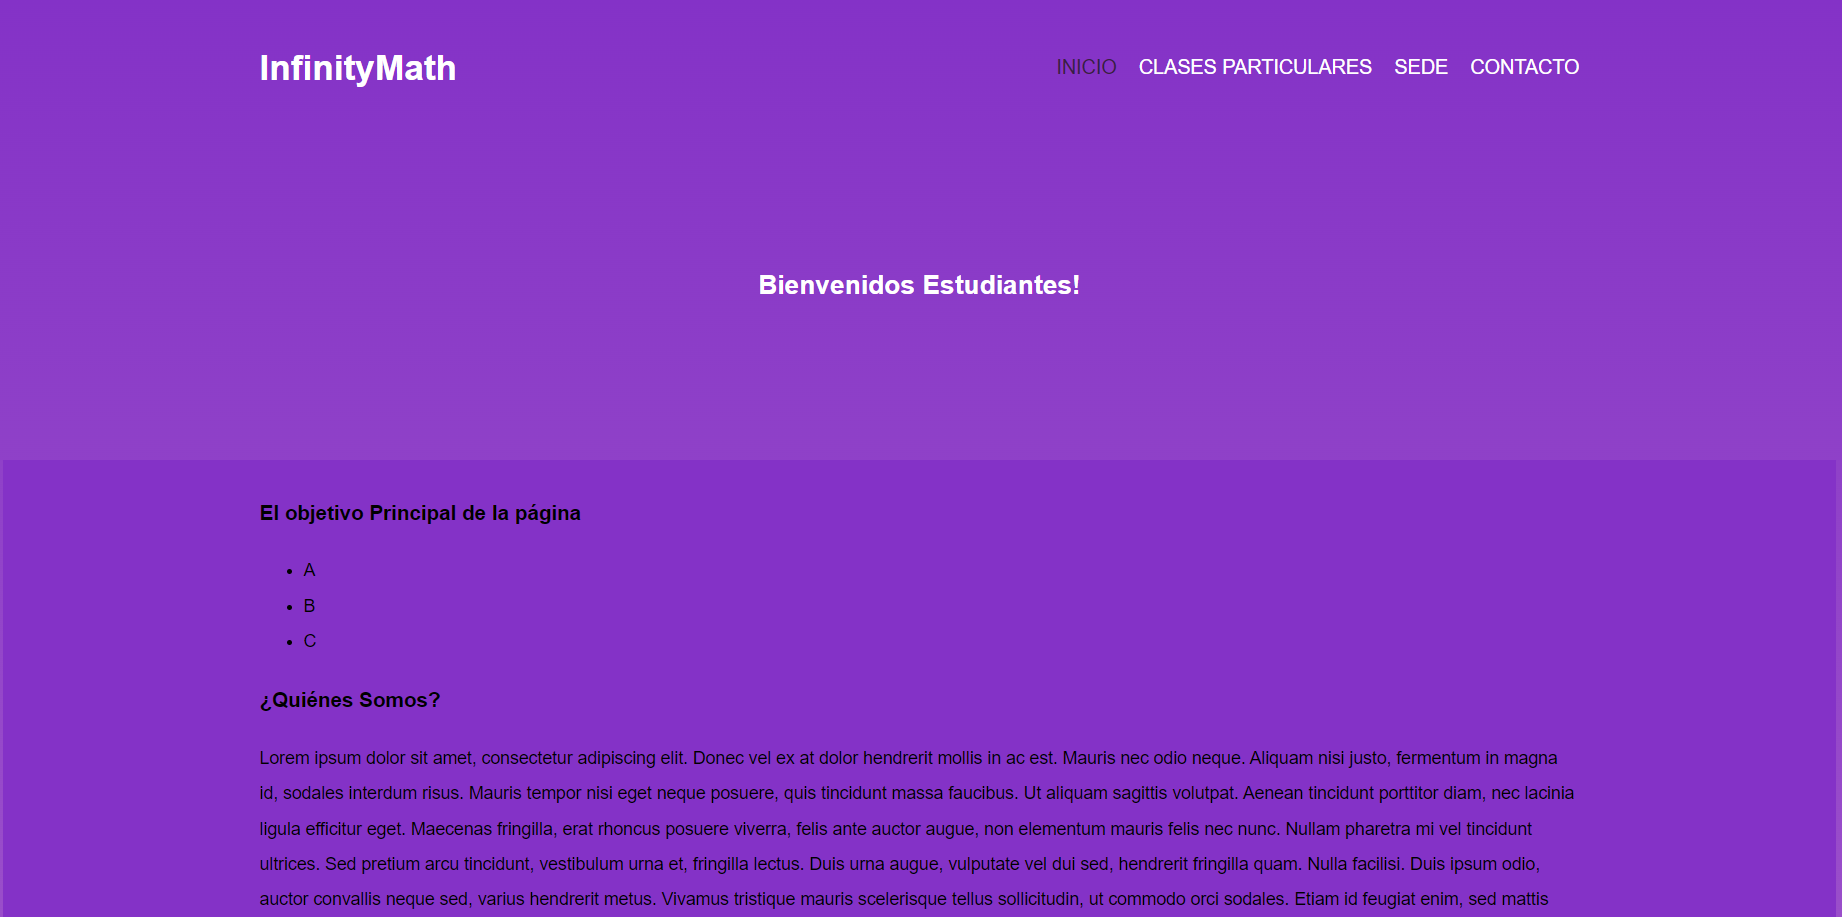 InfinityMath
INICIO CLASES PARTICULARES SEDE CONTACTO
Bienvenidos Estudiantes!
El objetivo Principal de la página
• A
• B
• C
¿Quiénes Somos?
Lorem ipsum dolor sit amet, consectetur adipiscing elit. Donec vel ex at dolor hendrerit mollis in ac est. Mauris nec odio neque. Aliquam nisi justo, fermentum in magna
id, sodales interdum risus. Mauris tempor nisi eget neque posuere, quis tincidunt massa faucibus. Ut aliquam sagittis volutpat. Aenean tincidunt porttitor diam, nec lacinia
ligula efficitur eget. Maecenas fringilla, erat rhoncus posuere viverra, felis ante auctor augue, non elementum mauris felis nec nunc. Nullam pharetra mi vel tincidunt
ultrices. Sed pretium arcu tincidunt, vestibulum urna et, fringilla lectus. Duis urna augue, vulputate vel dui sed, hendrerit fringilla quam. Nulla facilisi. Duis ipsum odio,
auctor convallis neque sed, varius hendrerit metus. Vivamus tristique mauris scelerisque tellus sollicitudin, ut commodo orci sodales. Etiam id feugiat enim, sed mattis